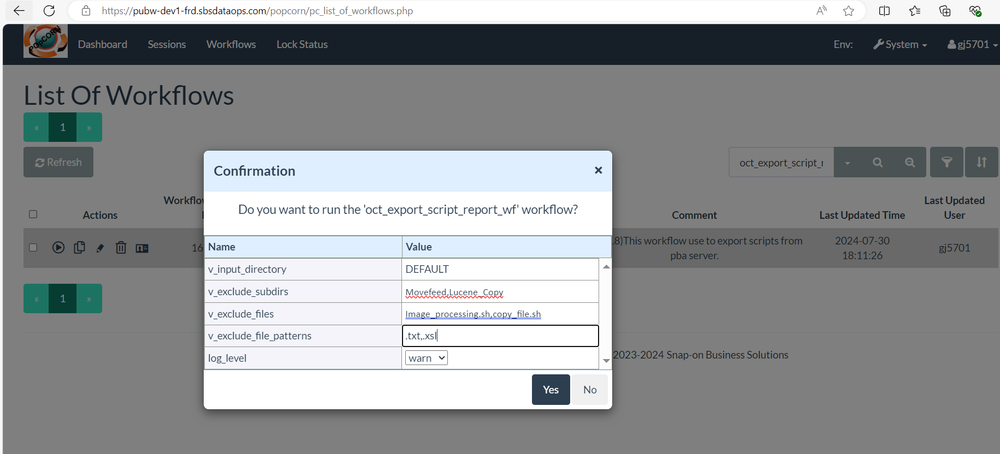 https://pubw-dev1-frd.sbsdataops.com/popcorn/pc_list_of_workflows.php
POpCORN
Dashboard Sessions Workflows Lock Status Env: System gj5701
List Of Workflows
« 1 »
Refresh
oct_export_script_r
Confirmation
×
Do you want to run the 'oct_export_script_report_wf' workflow?
Name Value
v_input_directory DEFAULT
v_exclude_subdirs Movefeed,Lucene_Copy
v_exclude_files Image_processing.sh,copy_file.sh
v_exclude_file_patterns .txt,.xsl
log_level warn
Yes No
Actions
Comment
Last Updated Time
Last Updated
User
16
.8)This workflow use to export scripts from
pba server.
2024-07-30
18:11:26
gj5701
« 1 »
2023-2024 Snap-on Business Solutions